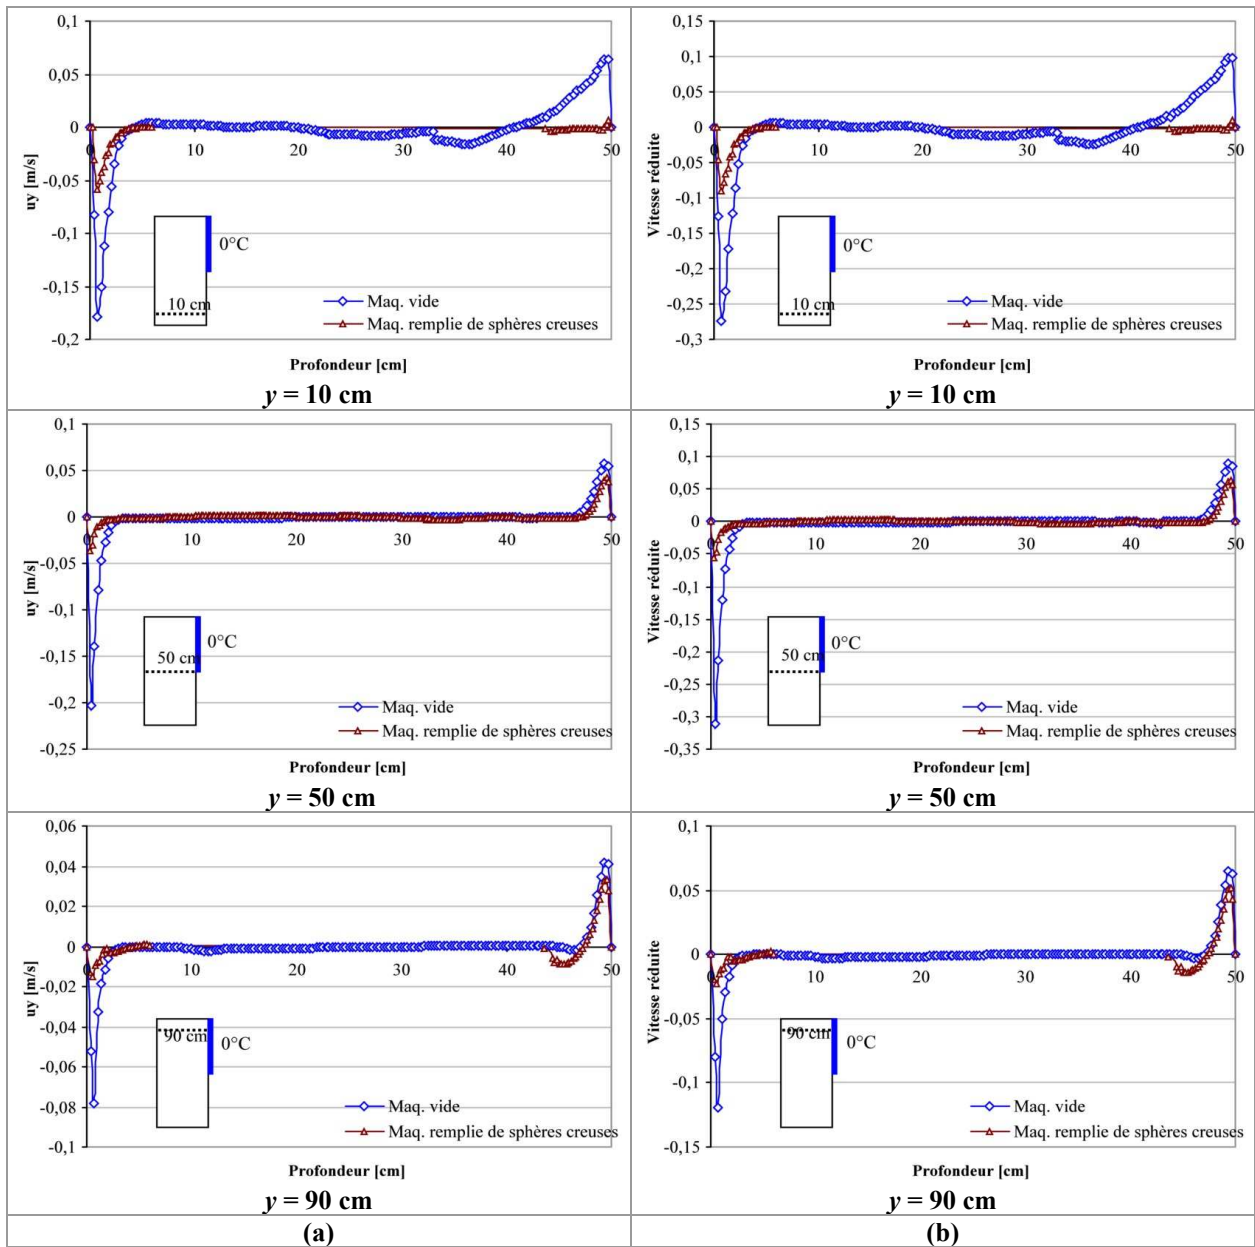 0,1
0,05
0
-0,05
-0,1
-0,15
-0,2
0 10 20 30 40 50
uy [m/s]
0°C
10 cm
Maq. vide
Maq. remplie de sphères creuses
Profondeur [cm]
y = 10 cm
0,15
0,1
0,05
0
-0,05
-0,1
-0,15
-0,2
-0,25
-0,3
0 10 20 30 40 50
Vitesse réduite
0°C
10 cm
Maq. vide
Maq. remplie de sphères creuses
Profondeur [cm]
y = 10 cm
0,1
0,05
0
-0,05
-0,1
-0,15
-0,2
-0,25
0 10 20 30 40 50
uy [m/s]
0°C
50 cm
Maq. vide
Maq. remplie de sphères creuses
Profondeur [cm]
y = 50 cm
0,15
0,1
0,05
0
-0,05
-0,1
-0,15
-0,2
-0,25
-0,3
-0,35
0 10 20 30 40 50
Vitesse réduite
0°C
50 cm
Maq. vide
Maq. remplie de sphères creuses
Profondeur [cm]
y = 50 cm
0,06
0,04
0,02
0
-0,02
-0,04
-0,06
-0,08
-0,1
0 10 20 30 40 50
uy [m/s]
90 cm
0°C
Maq. vide
Maq. remplie de sphères creuses
Profondeur [cm]
y = 90 cm
0,1
0,05
0
-0,05
-0,1
-0,15
0 10 20 30 40 50
Vitesse réduite
90 cm
0°C
Maq. vide
Maq. remplie de sphères creuses
Profondeur [cm]
y = 90 cm
(a)
(b)